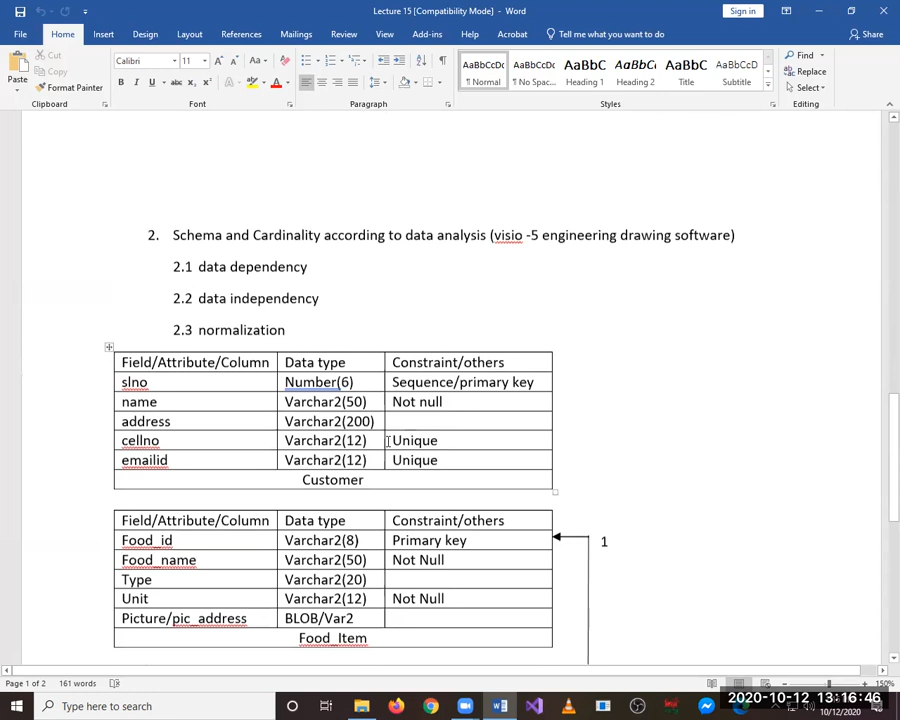 Lecture 15 [Compatibility Mode] - Word
Sign in
File Home Insert Design Layout References Mailings Review View Add-ins Help Acrobat Tell me what you want to do Share
Paste
Cut
Copy
Format Painter
Calibri 11
Find
Replace
Select
AaBbCcDc AaBbCcDc AaBbC AaBbCc AaBbC AaBbCcD
¶ Normal ¶ No Spac... Heading 1 Heading 2 Title Subtitle
Clipboard Font Paragraph Styles Editing
2. Schema and Cardinality according to data analysis (visio -5 engineering drawing software)
2.1 data dependency
2.2 data independency
2.3 normalization
Field/Attribute/Column Data type Constraint/others
slno Number(6) Sequence/primary key
name Varchar2(50) Not null
address Varchar2(200)
cellno Varchar2(12) Unique
emailid Varchar2(12) Unique
Customer
Field/Attribute/Column Data type Constraint/others
Food_id Varchar2(8) Primary key
1
Food_name Varchar2(50) Not Null
Type Varchar2(20)
Unit Varchar2(12) Not Null
Picture/pic_address BLOB/Var2
Food_Item
Page 1 of 2 161 words 150%
Type here to search
2020-10-12 13:16:46
10/12/2020